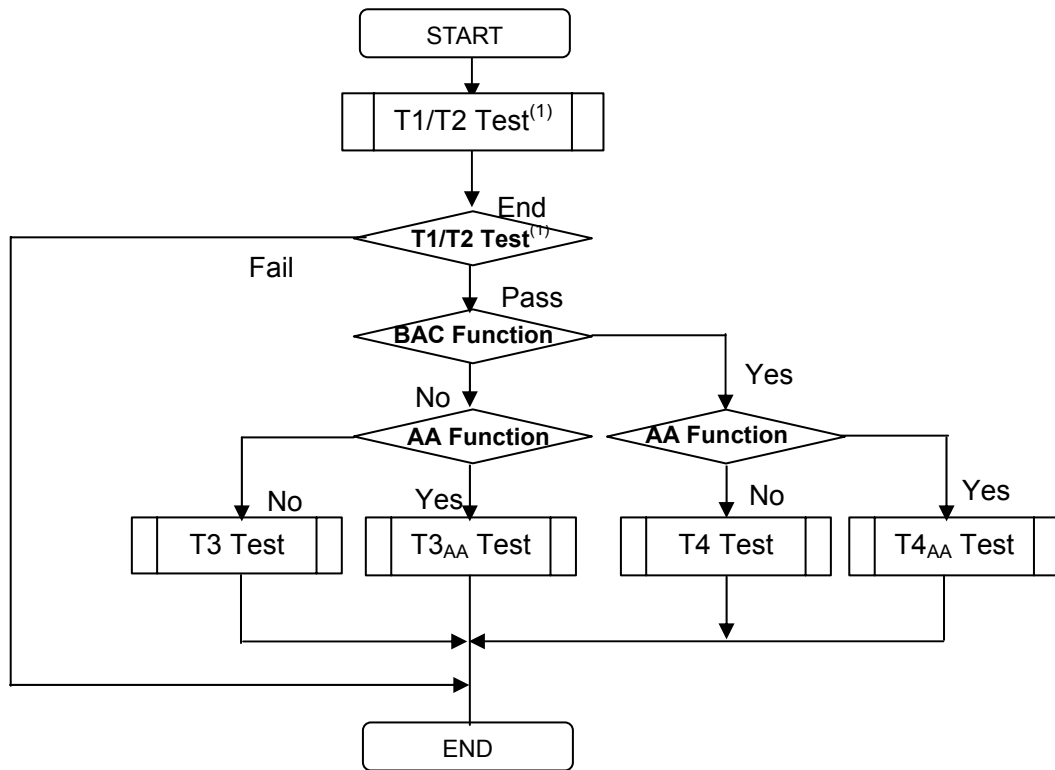 START
T1/T2 Test(1)
End
T1/T2 Test(1)
Fail
Pass
BAC Function
Yes
No
AA Function
AA Function
No
Yes
No
Yes
T3 Test
T3AA Test
T4 Test
T4AA Test
END